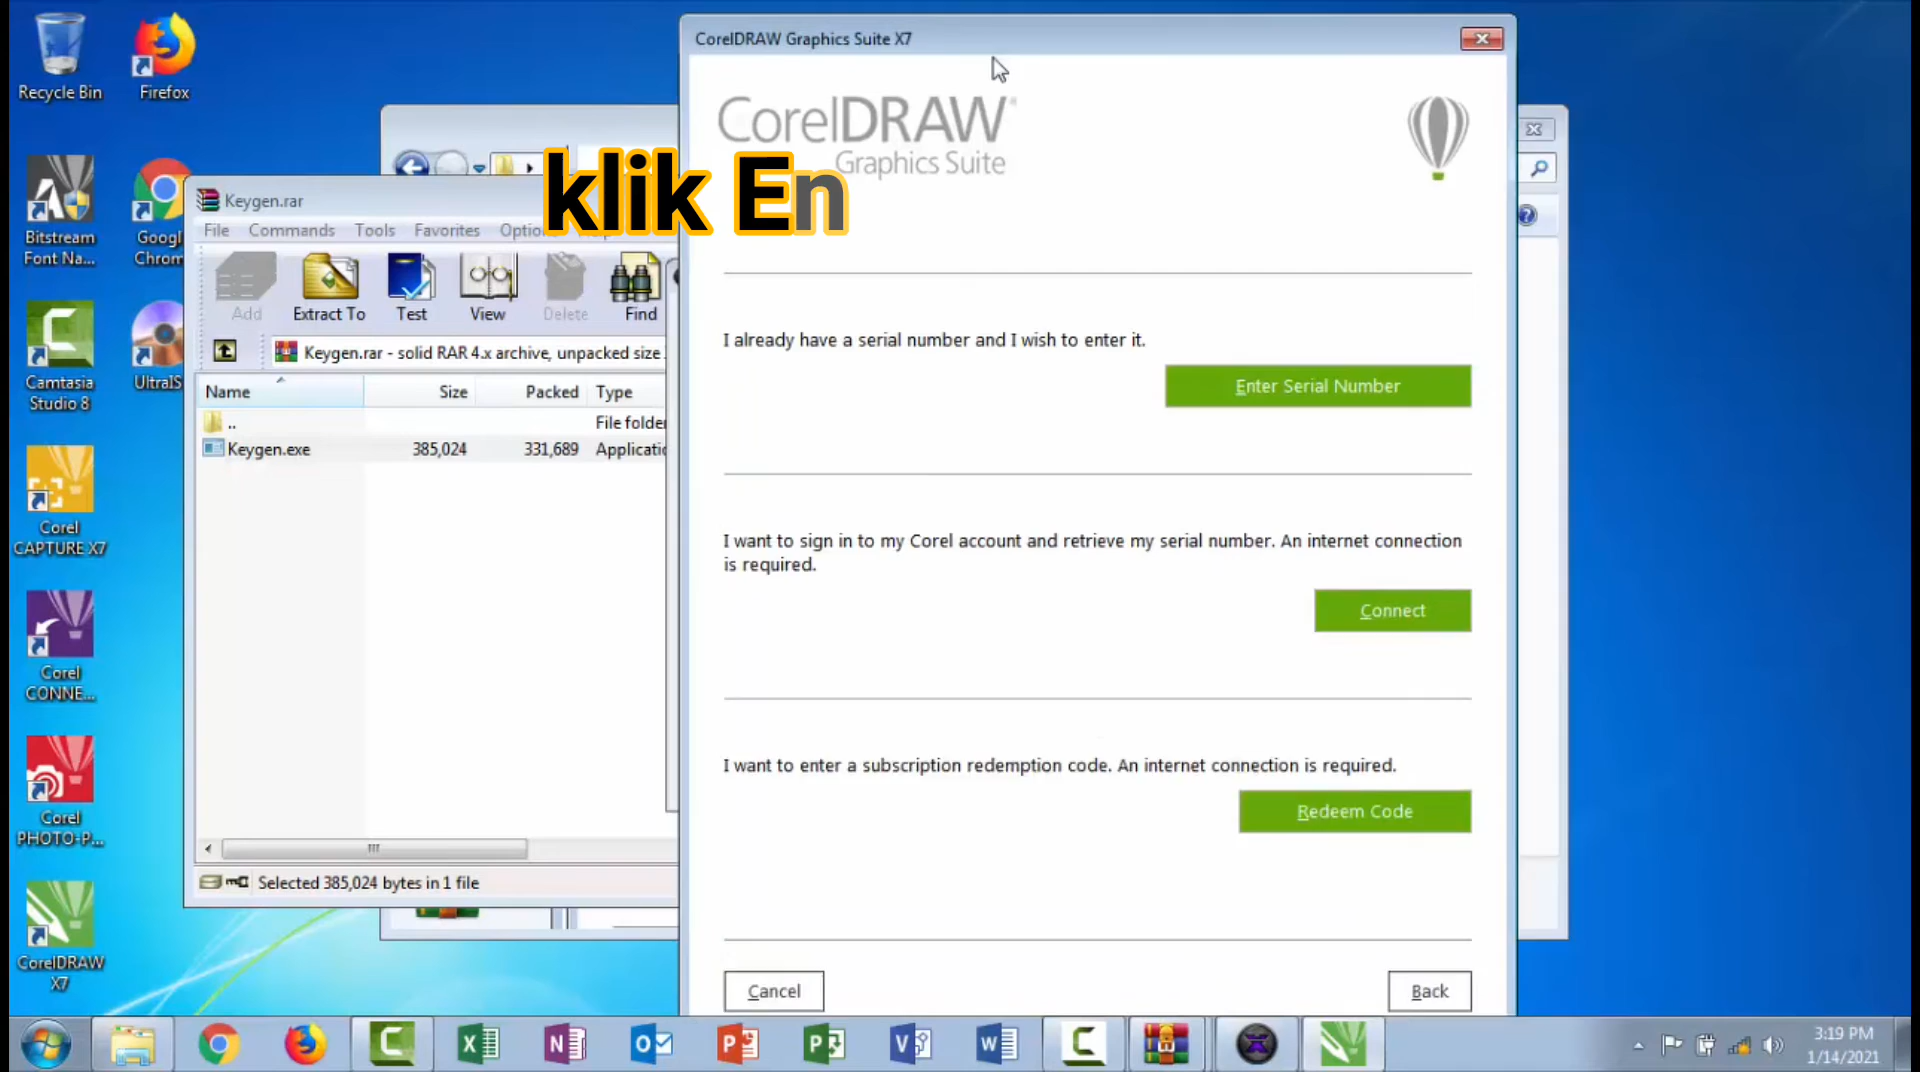 Recycle Bin
Firefox
Bitstream
Font Na...
Googl
Chrom
Camtasia
Studio 8
UltraIS
Corel
CAPTURE X7
Corel
CONNE...
Corel
PHOTO-P...
CorelDRAW
X7
Keygen.rar
File Commands Tools Favorites Options
Add
Extract To
Test
View
Delete
Find
Keygen.rar - solid RAR 4.x archive, unpacked size
Name Size Packed Type
.. File folder
Keygen.exe 385,024 331,689 Applicatio
Selected 385,024 bytes in 1 file
klik En
CorelDRAW Graphics Suite X7
CorelDRAW®
Graphics Suite
I already have a serial number and I wish to enter it.
Enter Serial Number
I want to sign in to my Corel account and retrieve my serial number. An internet connection
is required.
Connect
I want to enter a subscription redemption code. An internet connection is required.
Redeem Code
Cancel
Back
3:19 PM
1/14/2021